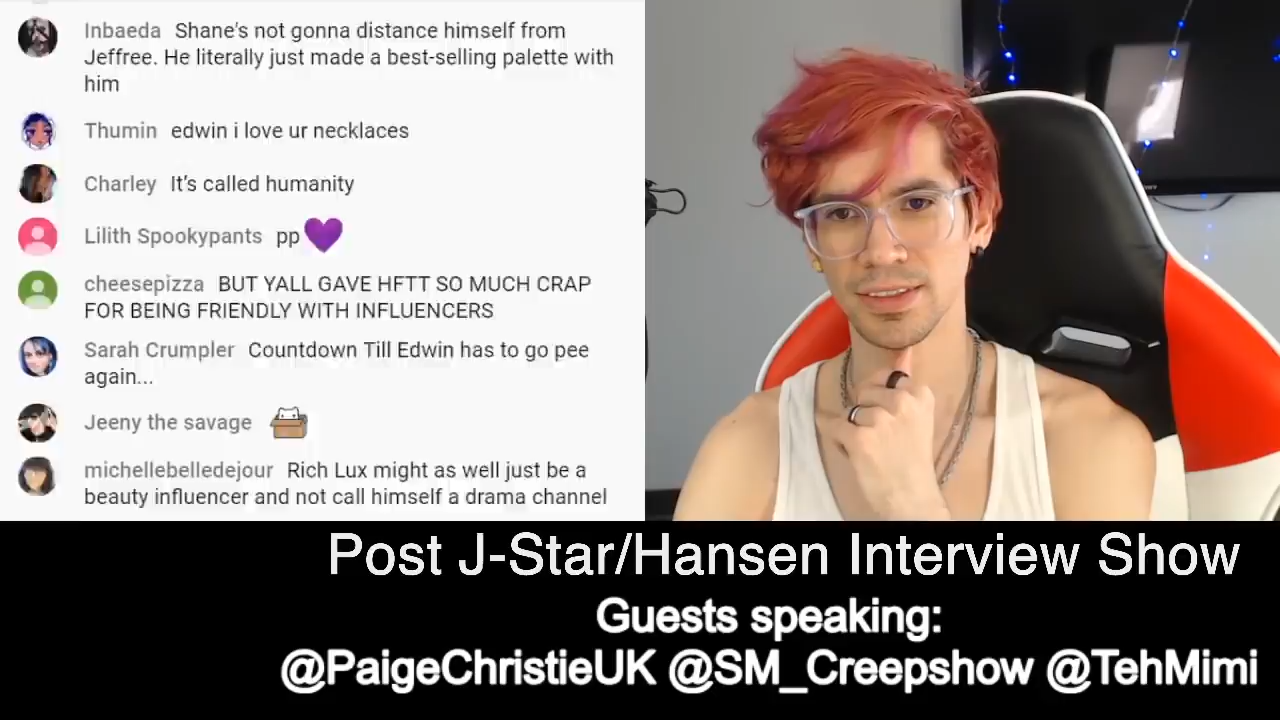 Inbaeda Shane's not gonna distance himself from
Jeffree. He literally just made a best-selling palette with
him
Thumin edwin i love ur necklaces
Charley It's called humanity
Lilith Spookypants pp
cheesepizza BUT YALL GAVE HFTT SO MUCH CRAP
FOR BEING FRIENDLY WITH INFLUENCERS
Sarah Crumpler Countdown Till Edwin has to go pee
again...
Jeeny the savage
michellebelledejour Rich Lux might as well just be a
beauty influencer and not call himself a drama channel
Post J-Star/Hansen Interview Show
Guests speaking:
@PaigeChristieUK @SM_Creepshow @TehMimi